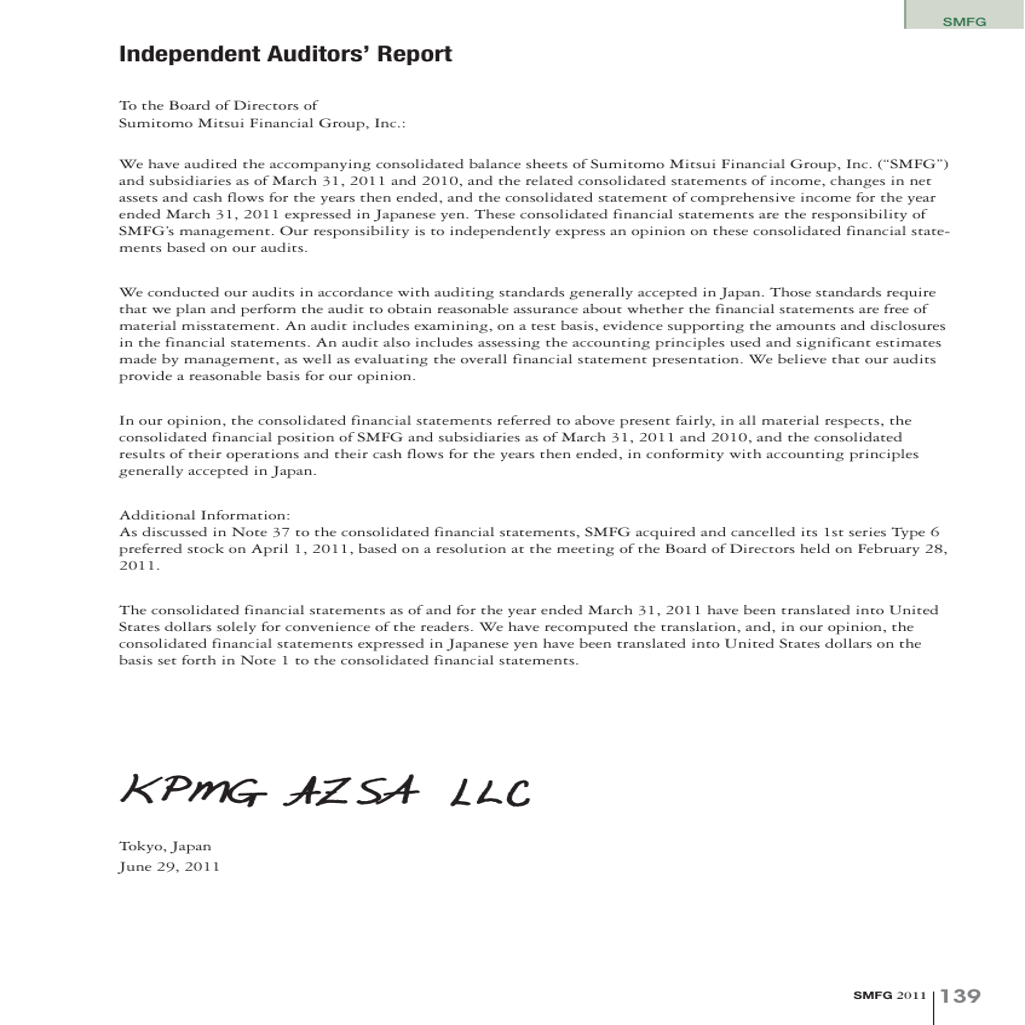 SMFG
Independent Auditors’ Report
To the Board of Directors of
Sumitomo Mitsui Financial Group, Inc.:
We have audited the accompanying consolidated balance sheets of Sumitomo Mitsui Financial Group, Inc. (“SMFG”)
and subsidiaries as of March 31, 2011 and 2010, and the related consolidated statements of income, changes in net
assets and cash flows for the years then ended, and the consolidated statement of comprehensive income for the year
ended March 31, 2011 expressed in Japanese yen. These consolidated financial statements are the responsibility of
SMFG’s management. Our responsibility is to independently express an opinion on these consolidated financial state-
ments based on our audits.
We conducted our audits in accordance with auditing standards generally accepted in Japan. Those standards require
that we plan and perform the audit to obtain reasonable assurance about whether the financial statements are free of
material misstatement. An audit includes examining, on a test basis, evidence supporting the amounts and disclosures
in the financial statements. An audit also includes assessing the accounting principles used and significant estimates
made by management, as well as evaluating the overall financial statement presentation. We believe that our audits
provide a reasonable basis for our opinion.
In our opinion, the consolidated financial statements referred to above present fairly, in all material respects, the
consolidated financial position of SMFG and subsidiaries as of March 31, 2011 and 2010, and the consolidated
results of their operations and their cash flows for the years then ended, in conformity with accounting principles
generally accepted in Japan.
Additional Information:
As discussed in Note 37 to the consolidated financial statements, SMFG acquired and cancelled its 1st series Type 6
preferred stock on April 1, 2011, based on a resolution at the meeting of the Board of Directors held on February 28,
2011.
The consolidated financial statements as of and for the year ended March 31, 2011 have been translated into United
States dollars solely for convenience of the readers. We have recomputed the translation, and, in our opinion, the
consolidated financial statements expressed in Japanese yen have been translated into United States dollars on the
basis set forth in Note 1 to the consolidated financial statements.
KPMG AZSA LLC
Tokyo, Japan
June 29, 2011
SMFG 2011 139